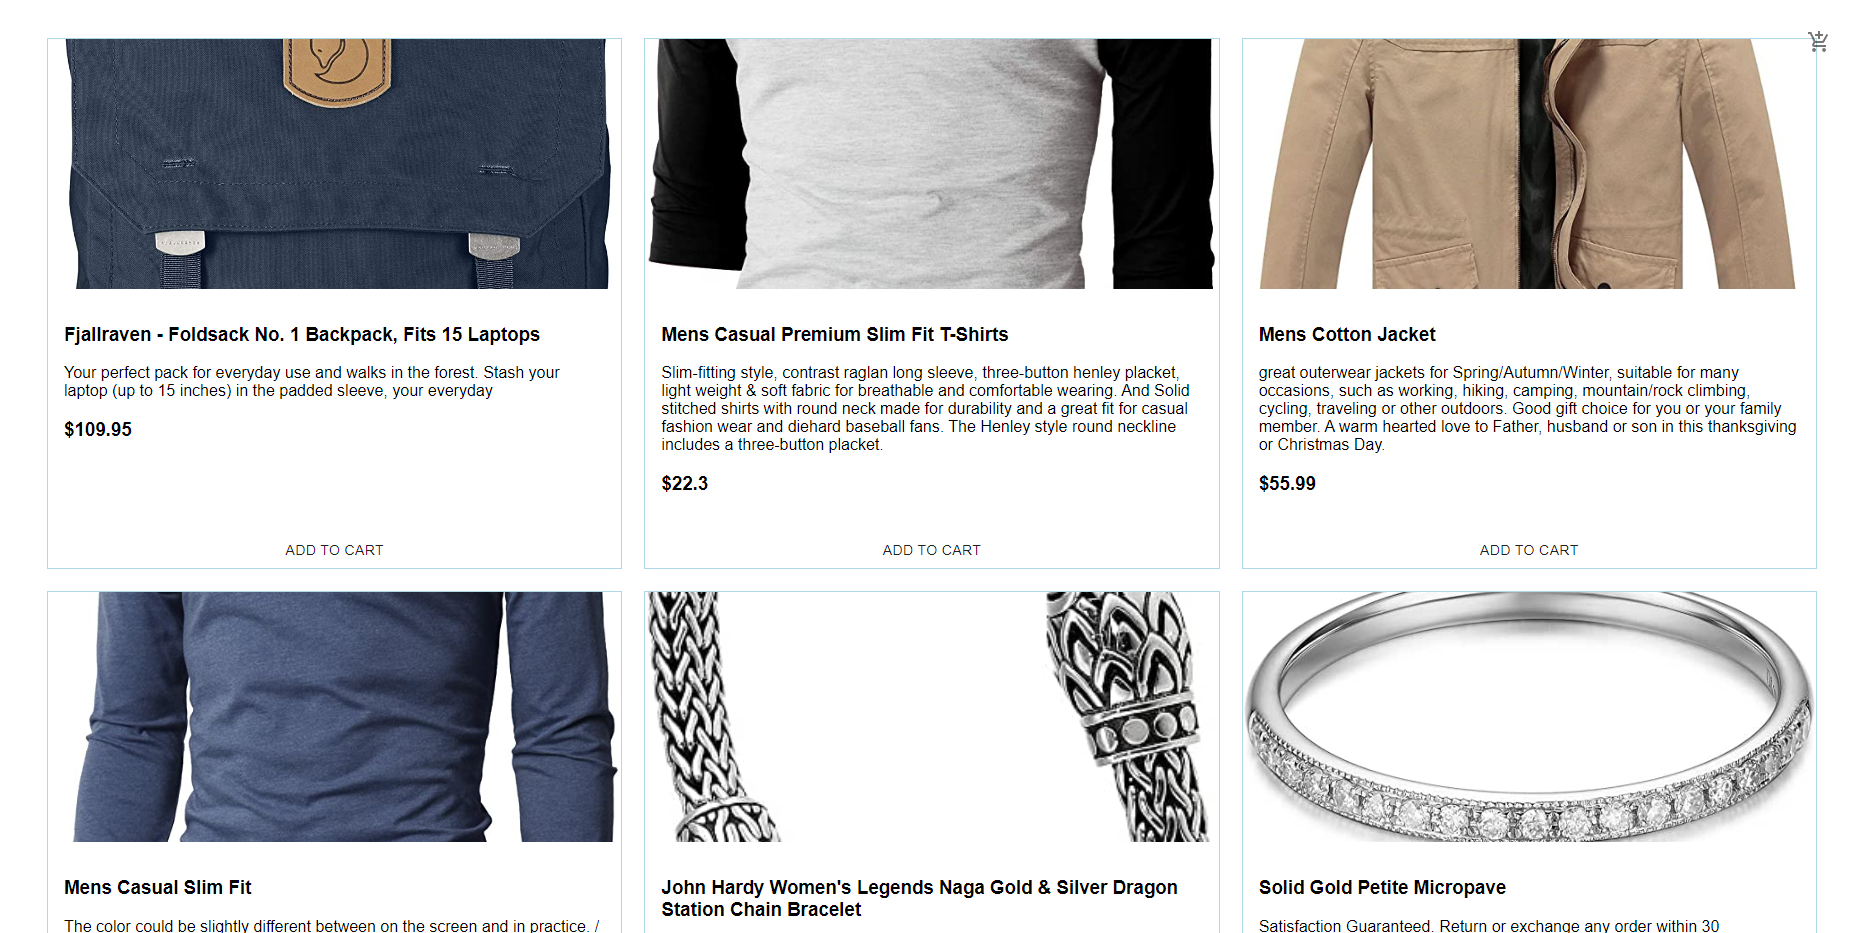 Fjallraven - Foldsack No. 1 Backpack, Fits 15 Laptops
Your perfect pack for everyday use and walks in the forest. Stash your
laptop (up to 15 inches) in the padded sleeve, your everyday
$109.95
ADD TO CART
Mens Casual Premium Slim Fit T-Shirts
Slim-fitting style, contrast raglan long sleeve, three-button henley placket,
light weight & soft fabric for breathable and comfortable wearing. And Solid
stitched shirts with round neck made for durability and a great fit for casual
fashion wear and diehard baseball fans. The Henley style round neckline
includes a three-button placket.
$22.3
ADD TO CART
Mens Cotton Jacket
great outerwear jackets for Spring/Autumn/Winter, suitable for many
occasions, such as working, hiking, camping, mountain/rock climbing,
cycling, traveling or other outdoors. Good gift choice for you or your family
member. A warm hearted love to Father, husband or son in this thanksgiving
or Christmas Day.
$55.99
ADD TO CART
Mens Casual Slim Fit
The color could be slightly different between on the screen and in practice. /
John Hardy Women's Legends Naga Gold & Silver Dragon
Station Chain Bracelet
Solid Gold Petite Micropave
Satisfaction Guaranteed. Return or exchange any order within 30